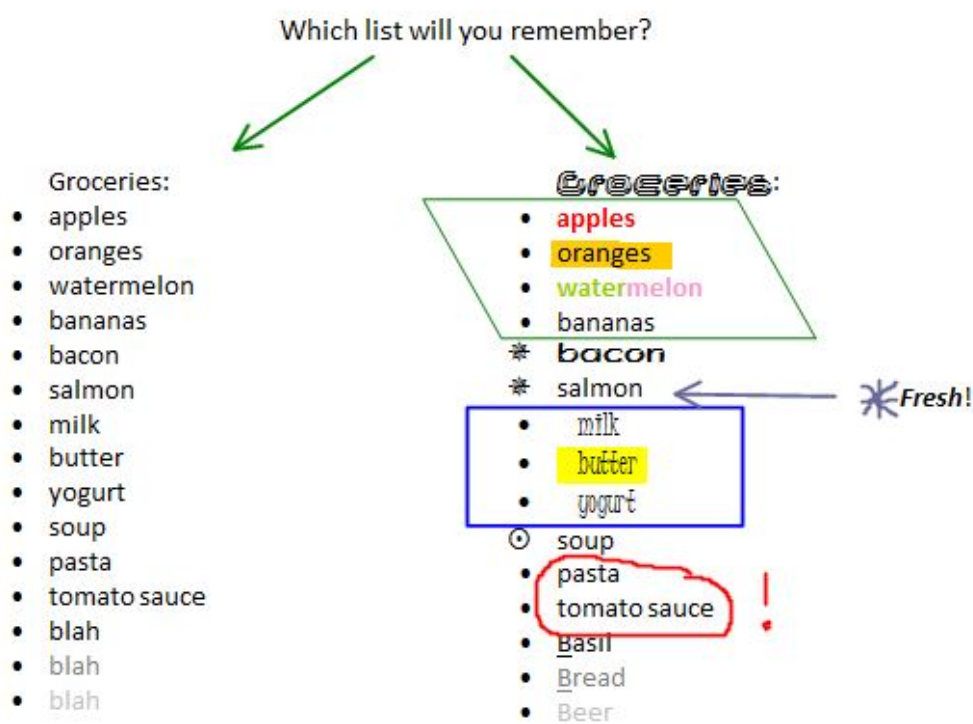 Which list will you remember?
Groceries:
• apples
• oranges
• watermelon
• bananas
• bacon
• salmon
• milk
• butter
• yogurt
• soup
• pasta
• tomato sauce
• blah
• blah
• blah
Groceries:
• apples
• oranges
• watermelon
• bananas
✵ bacon
✵ salmon
Fresh!
• milk
• butter
• yogurt
⊙ soup
• pasta
• tomato sauce
!
• Basil
• Bread
• Beer